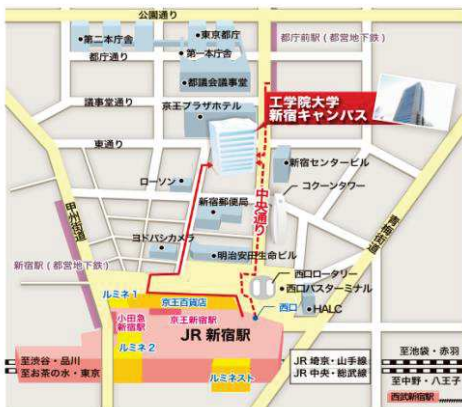 公園通り
第二本庁舎
東京都庁
第一本庁舎
都庁通り
都議会議事堂
都庁前駅(都営地下鉄)
議事堂通り
京王プラザホテル
工学院大学
新宿キャンパス
東通り
新宿センタービル
ローソン
コクーンタワー
中央通り
新宿郵便局
甲州街道
青梅街道
ヨドバシカメラ
明治安田生命ビル
新宿駅(都営地下鉄)
西口ロータリー
西口バスターミナル
ルミネ1
京王百貨店
西口
HALC
小田急
新宿駅
京王新宿駅
JR 新宿駅
ルミネ2
ルミネスト
至渋谷・品川
至お茶の水・東京
JR 埼京・山手線
JR 中央・総武線
至池袋・赤羽
至中野・八王子
西武新宿駅